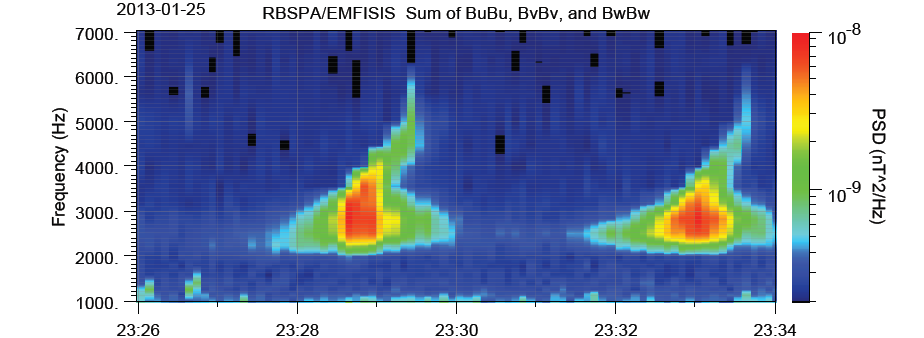 2013-01-25
RBSPA/EMFISIS Sum of BuBu, BvBv, and BwBw
7000.
6000.
5000.
4000.
3000.
2000.
1000.
Frequency (Hz)
23:26 23:28 23:30 23:32 23:34
10-8
10-9
PSD (nT^2/Hz)